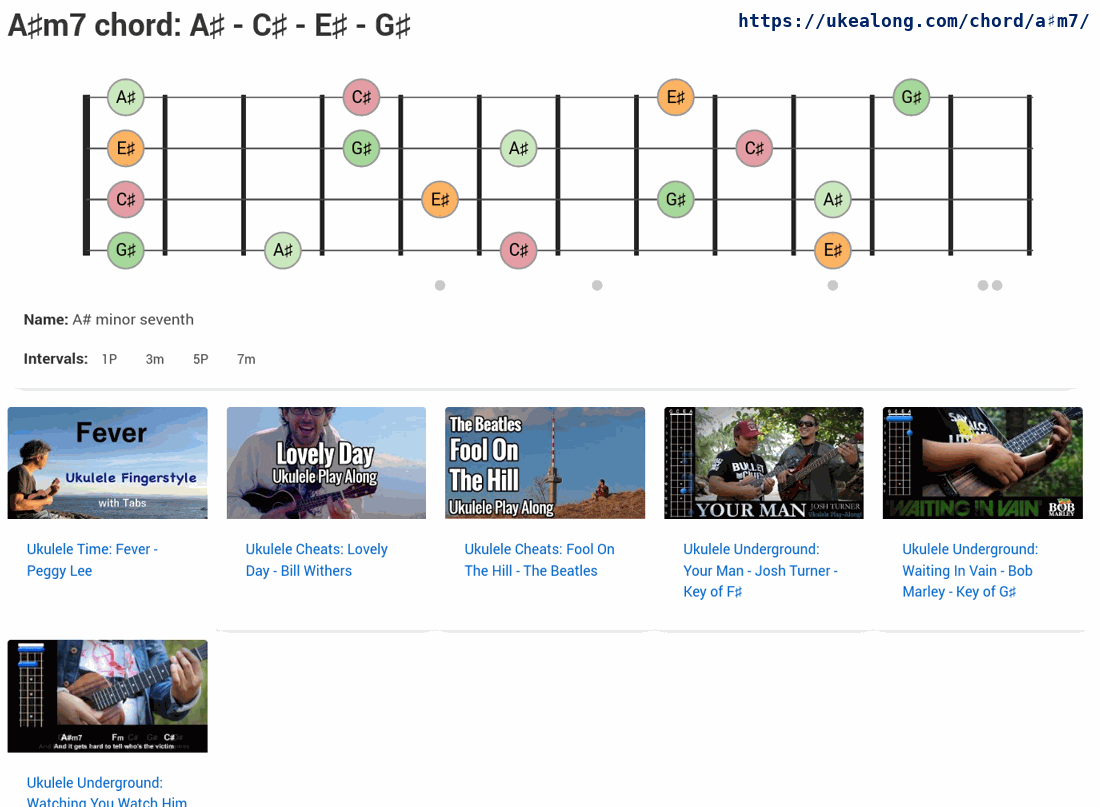 A♯m7 chord: A♯ - C♯ - E♯ - G♯
https://ukealong.com/chord/a♯m7/
A♯ C♯ E♯ G♯
E♯ G♯ A♯ C♯
C♯ E♯ G♯ A♯
G♯ A♯ C♯ E♯
Name: A# minor seventh
Intervals: 1P 3m 5P 7m
Fever
Ukulele Fingerstyle
with Tabs
Lovely Day
Ukulele Play Along
The Beatles
Fool On
The Hill
Ukulele Play Along
YOUR MAN JOSH TURNER
Ukulele Play-Along!
WAITING IN VAIN BOB
MARLEY
Ukulele Time: Fever -
Peggy Lee
Ukulele Cheats: Lovely
Day - Bill Withers
Ukulele Cheats: Fool On
The Hill - The Beatles
Ukulele Underground:
Your Man - Josh Turner -
Key of F♯
Ukulele Underground:
Waiting In Vain - Bob
Marley - Key of G♯
A#m7 Fm C# G# C#
And it gets hard to tell who's the victim
Ukulele Underground:
Watching You Watch Him